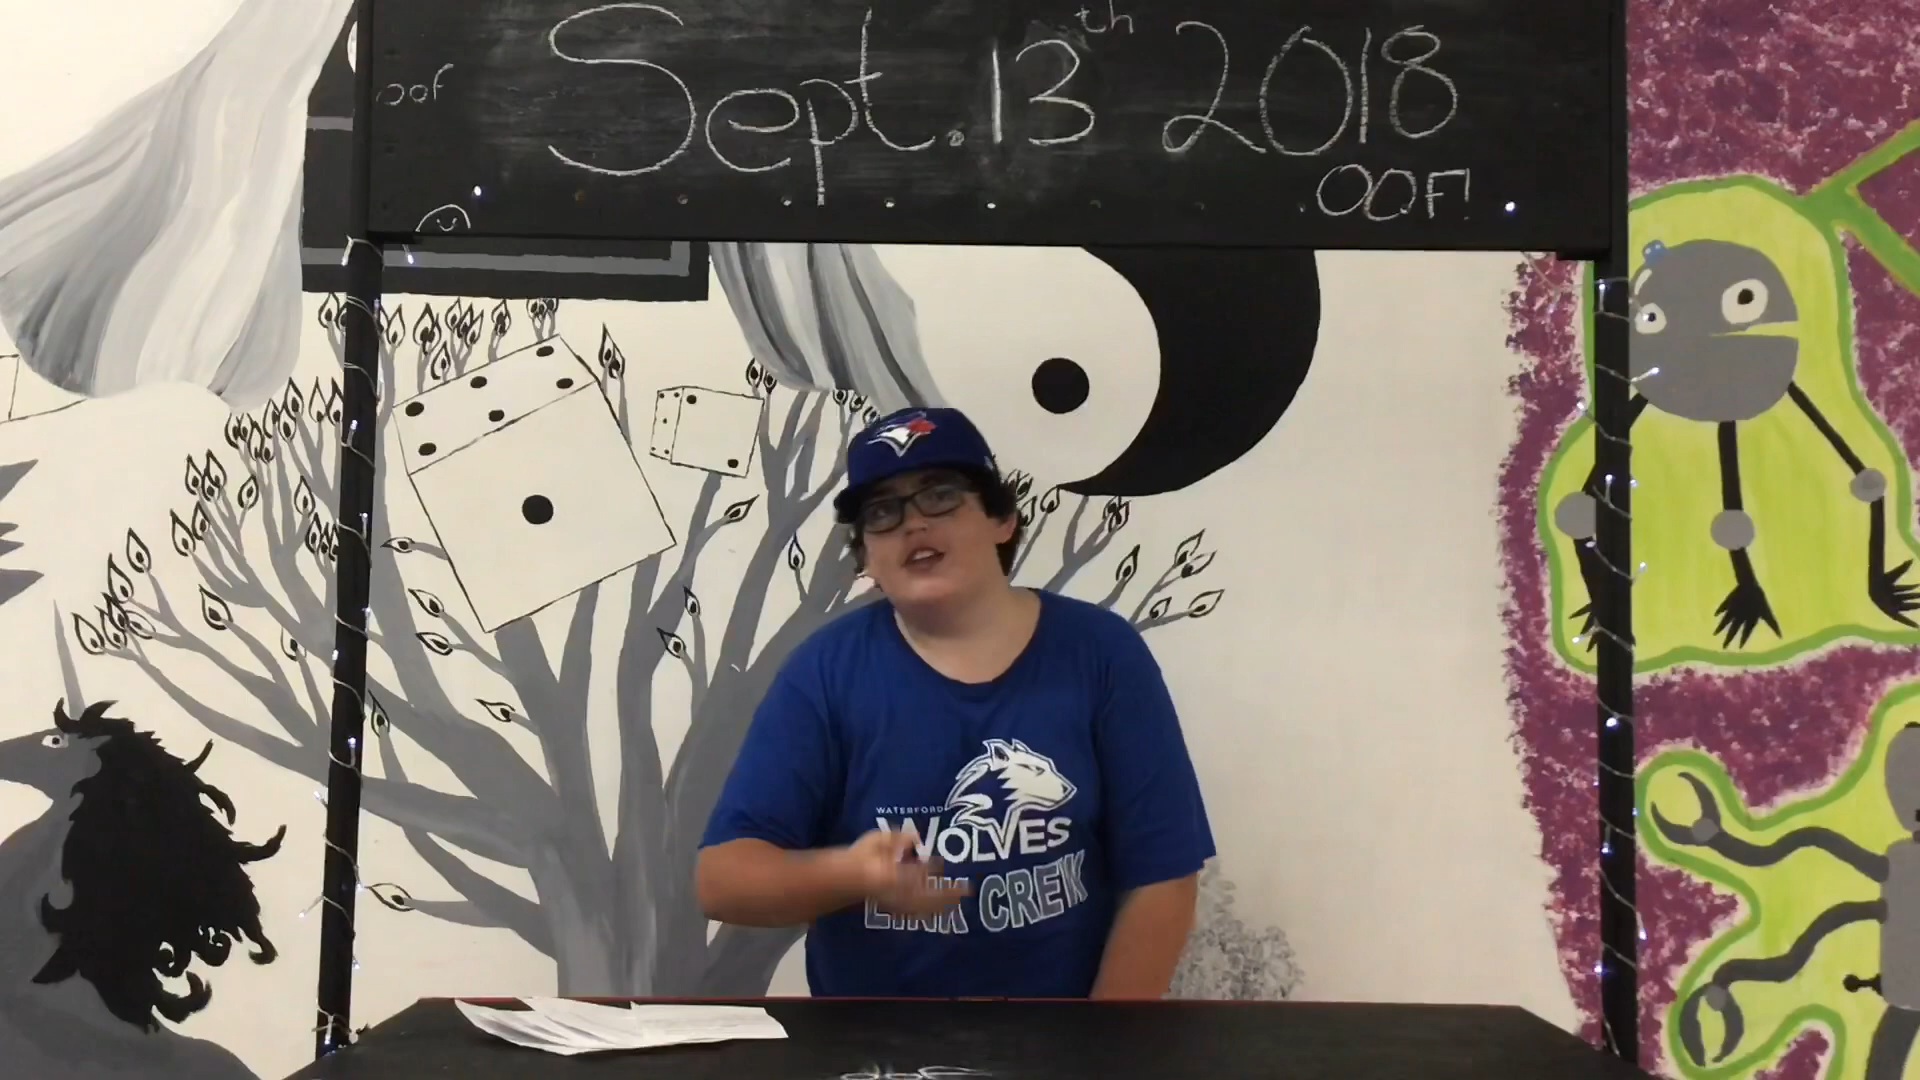 oof
Sept. 13th 2018
OOF!
WATERFORD
WOLVES
LINK CREW